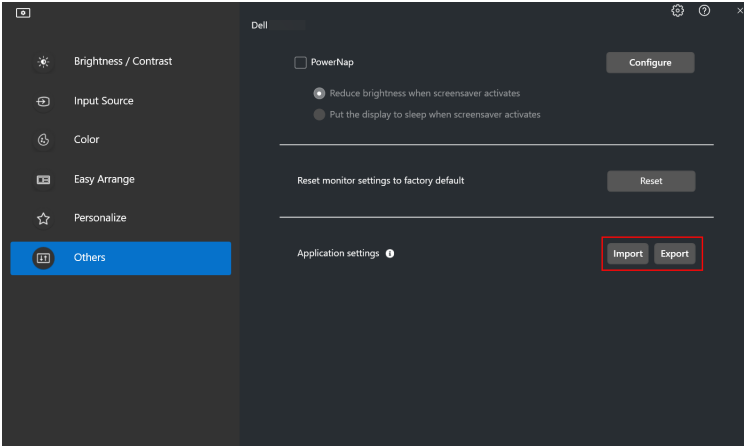 Dell
Brightness / Contrast
Input Source
Color
Easy Arrange
Personalize
Others
PowerNap
Configure
Reduce brightness when screensaver activates
Put the display to sleep when screensaver activates
Reset monitor settings to factory default
Reset
Application settings
Import
Export